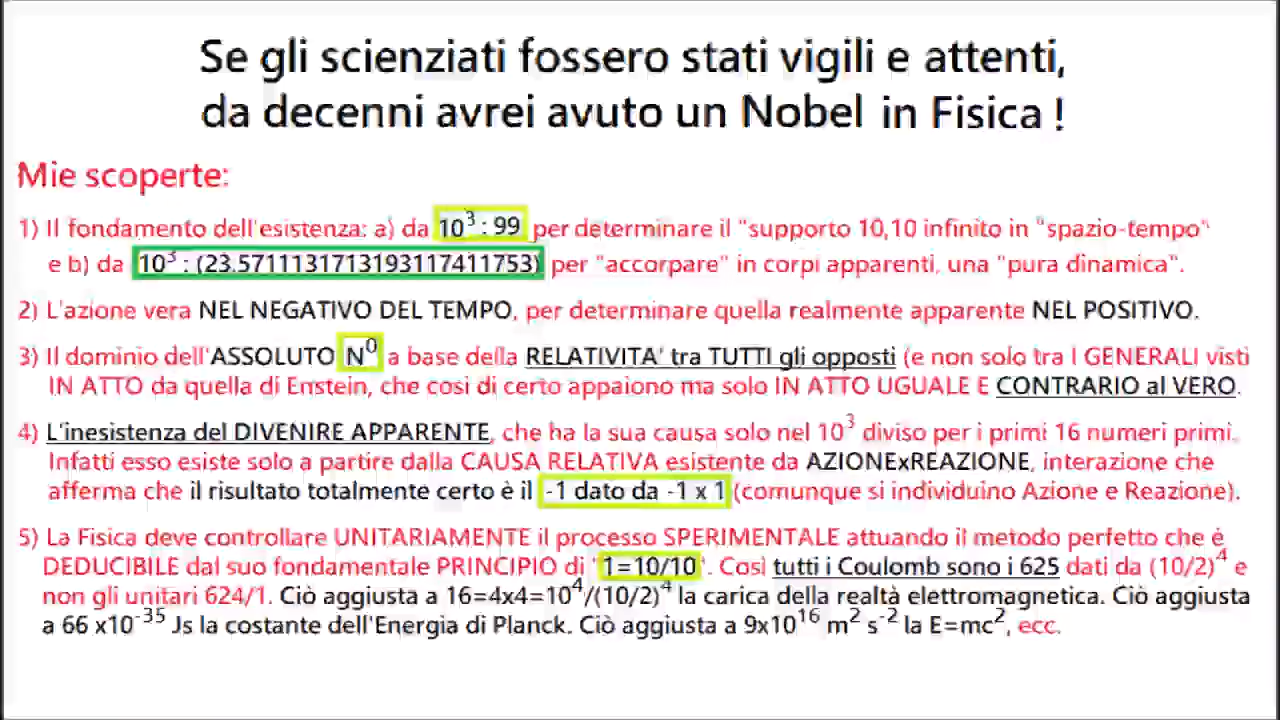 Se gli scienziati fossero stati vigili e attenti,
da decenni avrei avuto un Nobel in Fisica !
Mie scoperte:
1) Il fondamento dell'esistenza: a) da 10³ : 99 per determinare il "supporto 10,10 infinito in "spazio-tempo"
e b) da 10³ : (23.5711131713193117411753) per "accorpare" in corpi apparenti, una "pura dinamica".
2) L'azione vera NEL NEGATIVO DEL TEMPO, per determinare quella realmente apparente NEL POSITIVO.
3) Il dominio dell'ASSOLUTO N⁰ a base della RELATIVITA' tra TUTTI gli opposti (e non solo tra I GENERALI visti
IN ATTO da quella di Enstein, che così di certo appaiono ma solo IN ATTO UGUALE E CONTRARIO al VERO.
4) L'inesistenza del DIVENIRE APPARENTE, che ha la sua causa solo nel 10³ diviso per i primi 16 numeri primi.
Infatti esso esiste solo a partire dalla CAUSA RELATIVA esistente da AZIONExREAZIONE, interazione che
afferma che il risultato totalmente certo è il -1 dato da -1 x 1 (comunque si individuino Azione e Reazione).
5) La Fisica deve controllare UNITARIAMENTE il processo SPERIMENTALE attuando il metodo perfetto che è
DEDUCIBILE dal suo fondamentale PRINCIPIO di "1=10/10". Così tutti i Coulomb sono i 625 dati da (10/2)⁴ e
non gli unitari 624/1. Ciò aggiusta a 16=4x4=10⁴/(10/2)⁴ la carica della realtà elettromagnetica. Ciò aggiusta
a 66 x10⁻³⁵ Js la costante dell'Energia di Planck. Ciò aggiusta a 9x10¹⁶ m² s⁻² la E=mc², ecc.